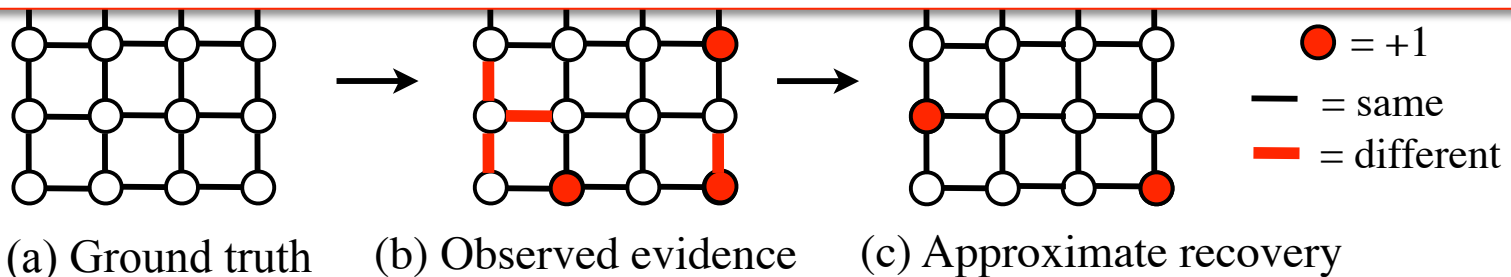 = +1
= same
= different
(a) Ground truth
(b) Observed evidence
(c) Approximate recovery